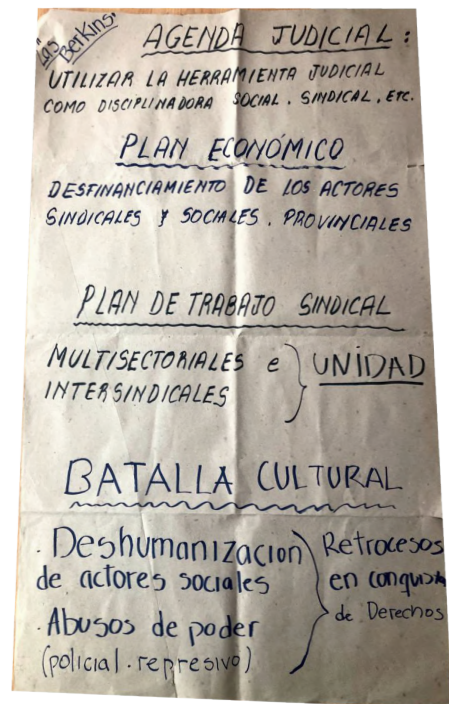 "Las Berkins"
AGENDA JUDICIAL:
UTILIZAR LA HERRAMIENTA JUDICIAL
COMO DISCIPLINADORA SOCIAL. SINDICAL, ETC.
PLAN ECONÓMICO
DESFINANCIAMIENTO DE LOS ACTORES
SINDICALES Y SOCIALES. PROVINCIALES
PLAN DE TRABAJO SINDICAL
MULTISECTORIALES e } UNIDAD
INTERSINDICALES
BATALLA CULTURAL
. Deshumanizacion } Retrocesos
de actores sociales en conquista
. Abusos de poder de Derechos
(policial. represivo)